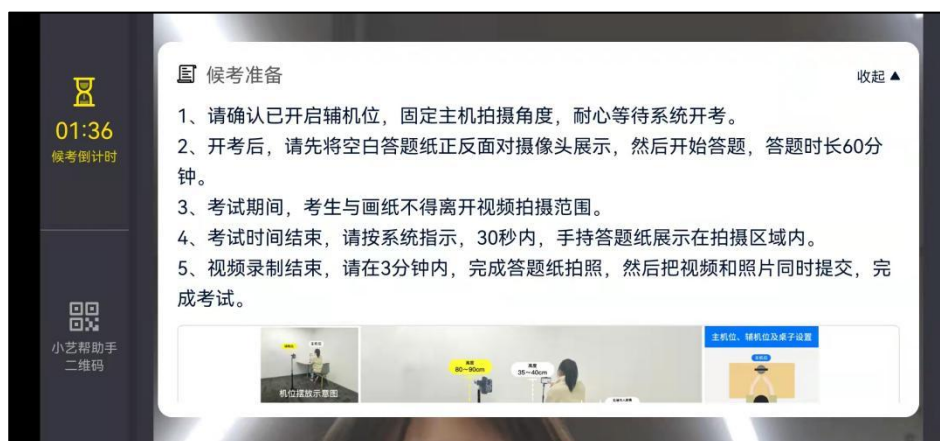 01:36
候考倒计时
小艺帮助手
二维码
候考准备
收起▲
1、请确认已开启辅机位，固定主机拍摄角度，耐心等待系统开考。
2、开考后，请先将空白答题纸正反面对摄像头展示，然后开始答题，答题时长60分
钟。
3、考试期间，考生与画纸不得离开视频拍摄范围。
4、考试时间结束，请按系统指示，30秒内，手持答题纸展示在拍摄区域内。
5、视频录制结束，请在3分钟内，完成答题纸拍照，然后把视频和照片同时提交，完
成考试。
机位摆放示意图
高度
80~90cm
高度
35~40cm
主机位、辅机位及桌子设置